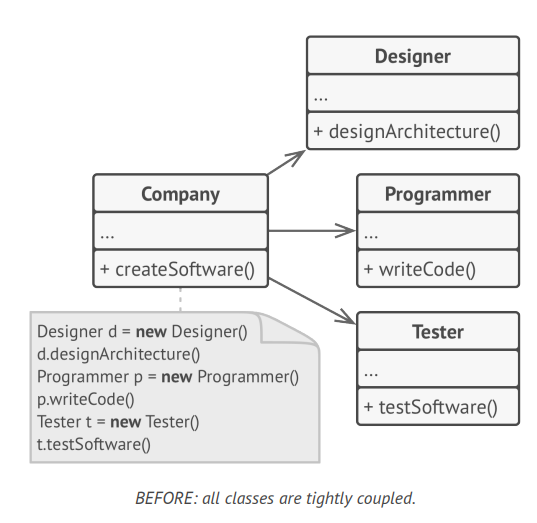 Designer
...
+ designArchitecture()
Company
...
+ createSoftware()
Programmer
...
+ writeCode()
Tester
...
+ testSoftware()
Designer d = new Designer()
d.designArchitecture()
Programmer p = new Programmer()
p.writeCode()
Tester t = new Tester()
t.testSoftware()
BEFORE: all classes are tightly coupled.